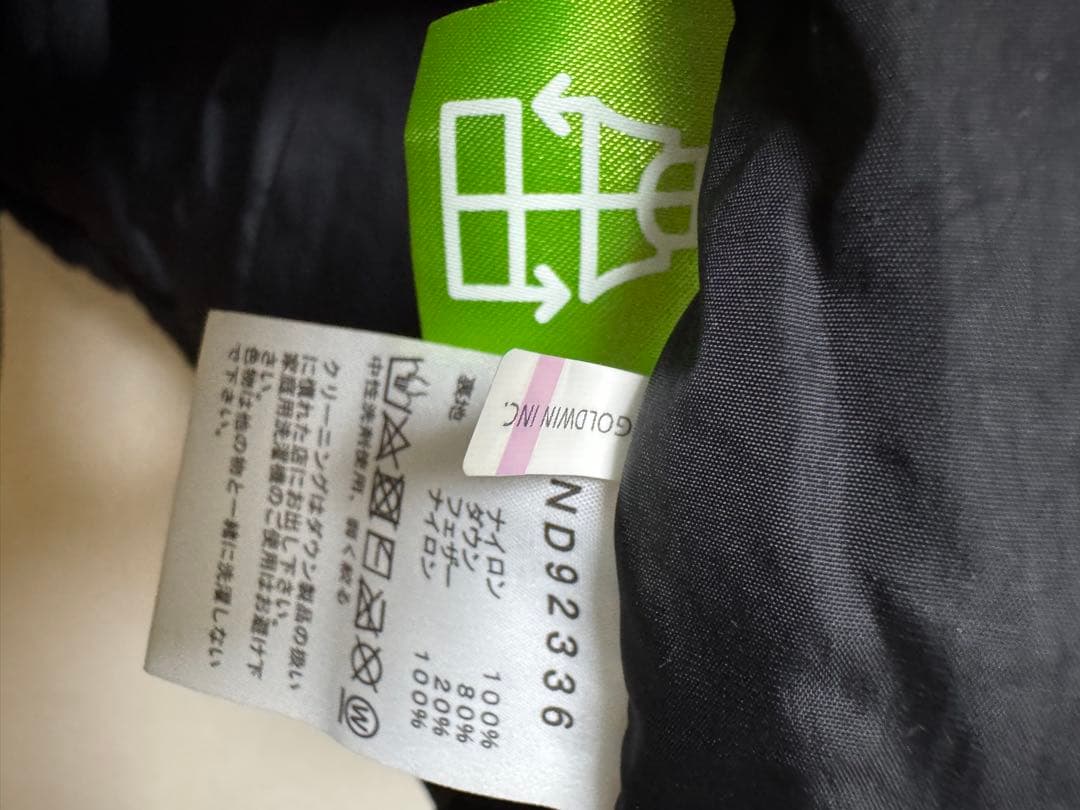 GOLDWIN INC.
ND92336
ナイロン 100%
ダウン 80%
フェザー 20%
裏地 ナイロン 100%
中性洗剤使用、弱く絞る
W
クリーニングはダウン製品の扱い
に慣れた店にお出し下さい。
家庭用洗濯機のご使用はお避け下
さい。
色物は他の物と一緒に洗濯しない
で下さい。